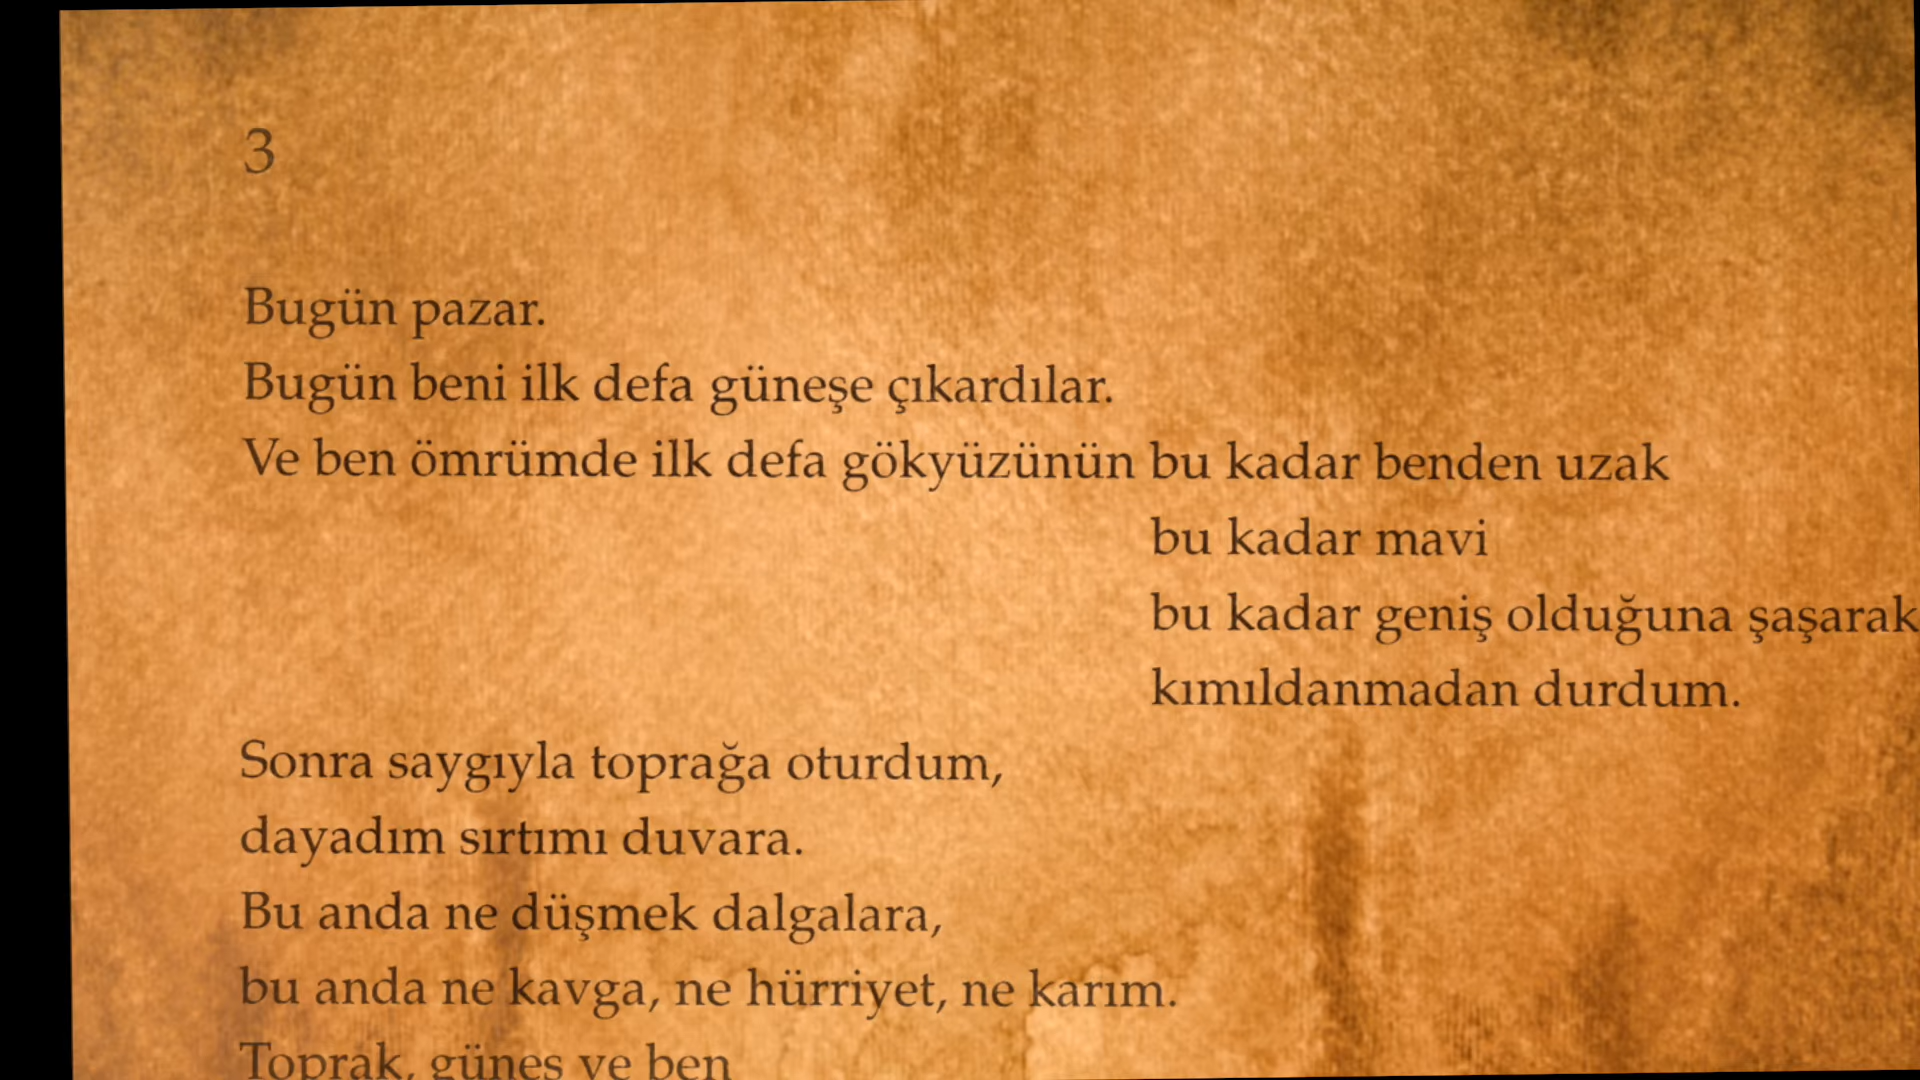 3
Bugün pazar.
Bugün beni ilk defa güneşe çıkardılar.
Ve ben ömrümde ilk defa gökyüzünün bu kadar benden uzak
bu kadar mavi
bu kadar geniş olduğuna şaşarak
kımıldanmadan durdum.
Sonra saygıyla toprağa oturdum,
dayadım sırtımı duvara.
Bu anda ne düşmek dalgalara,
bu anda ne kavga, ne hürriyet, ne karım.
Toprak, güneş ve ben